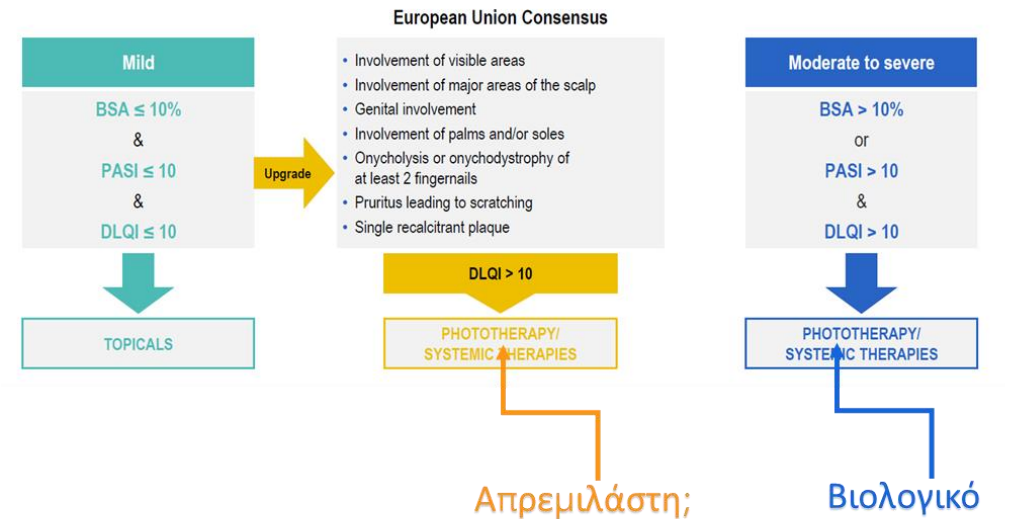 European Union Consensus
Mild
BSA ≤ 10%
&
PASI ≤ 10
&
DLQI ≤ 10
TOPICALS
Upgrade
• Involvement of visible areas
• Involvement of major areas of the scalp
• Genital involvement
• Involvement of palms and/or soles
• Onycholysis or onychodystrophy of
at least 2 fingernails
• Pruritus leading to scratching
• Single recalcitrant plaque
DLQI > 10
PHOTOTHERAPY/
SYSTEMIC THERAPIES
Moderate to severe
BSA > 10%
or
PASI > 10
&
DLQI > 10
PHOTOTHERAPY/
SYSTEMIC THERAPIES
Απρεμιλάστη;
Βιολογικό